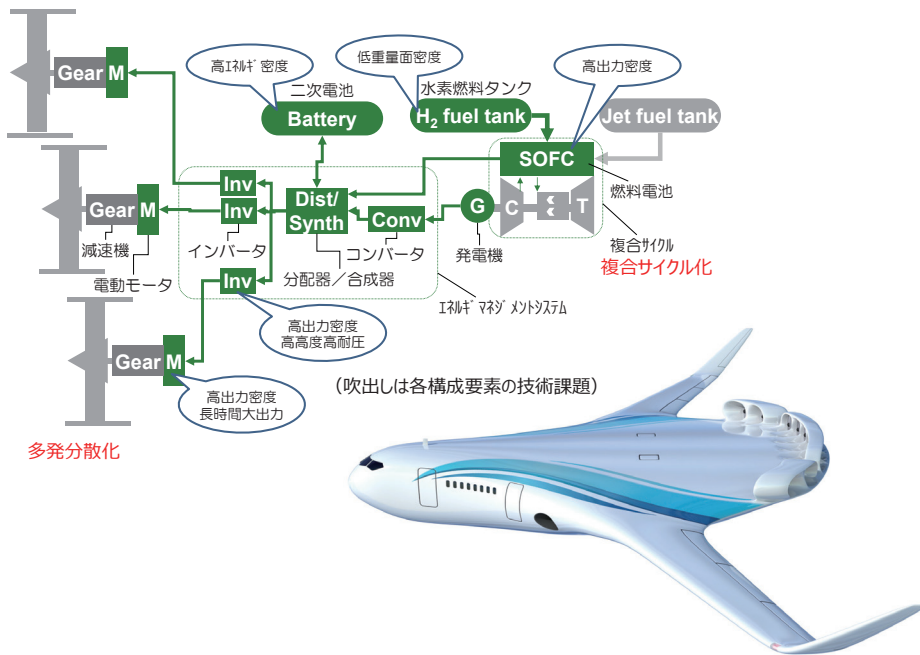 高ｴﾈﾙｷﾞ密度
低重量面密度
高出力密度
Gear M
二次電池
水素燃料タンク
Battery
H₂ fuel tank
Jet fuel tank
SOFC
燃料電池
Inv
Dist/
Synth
Gear M
Inv
Conv
G
C
T
減速機
インバータ
コンバータ
発電機
複合サイクル
複合サイクル化
電動モータ
分配器／合成器
Inv
ｴﾈﾙｷﾞﾏﾈｼﾞﾒﾝﾄシステム
高出力密度
高高度高耐圧
Gear M
高出力密度
長時間大出力
（吹出しは各構成要素の技術課題）
多発分散化